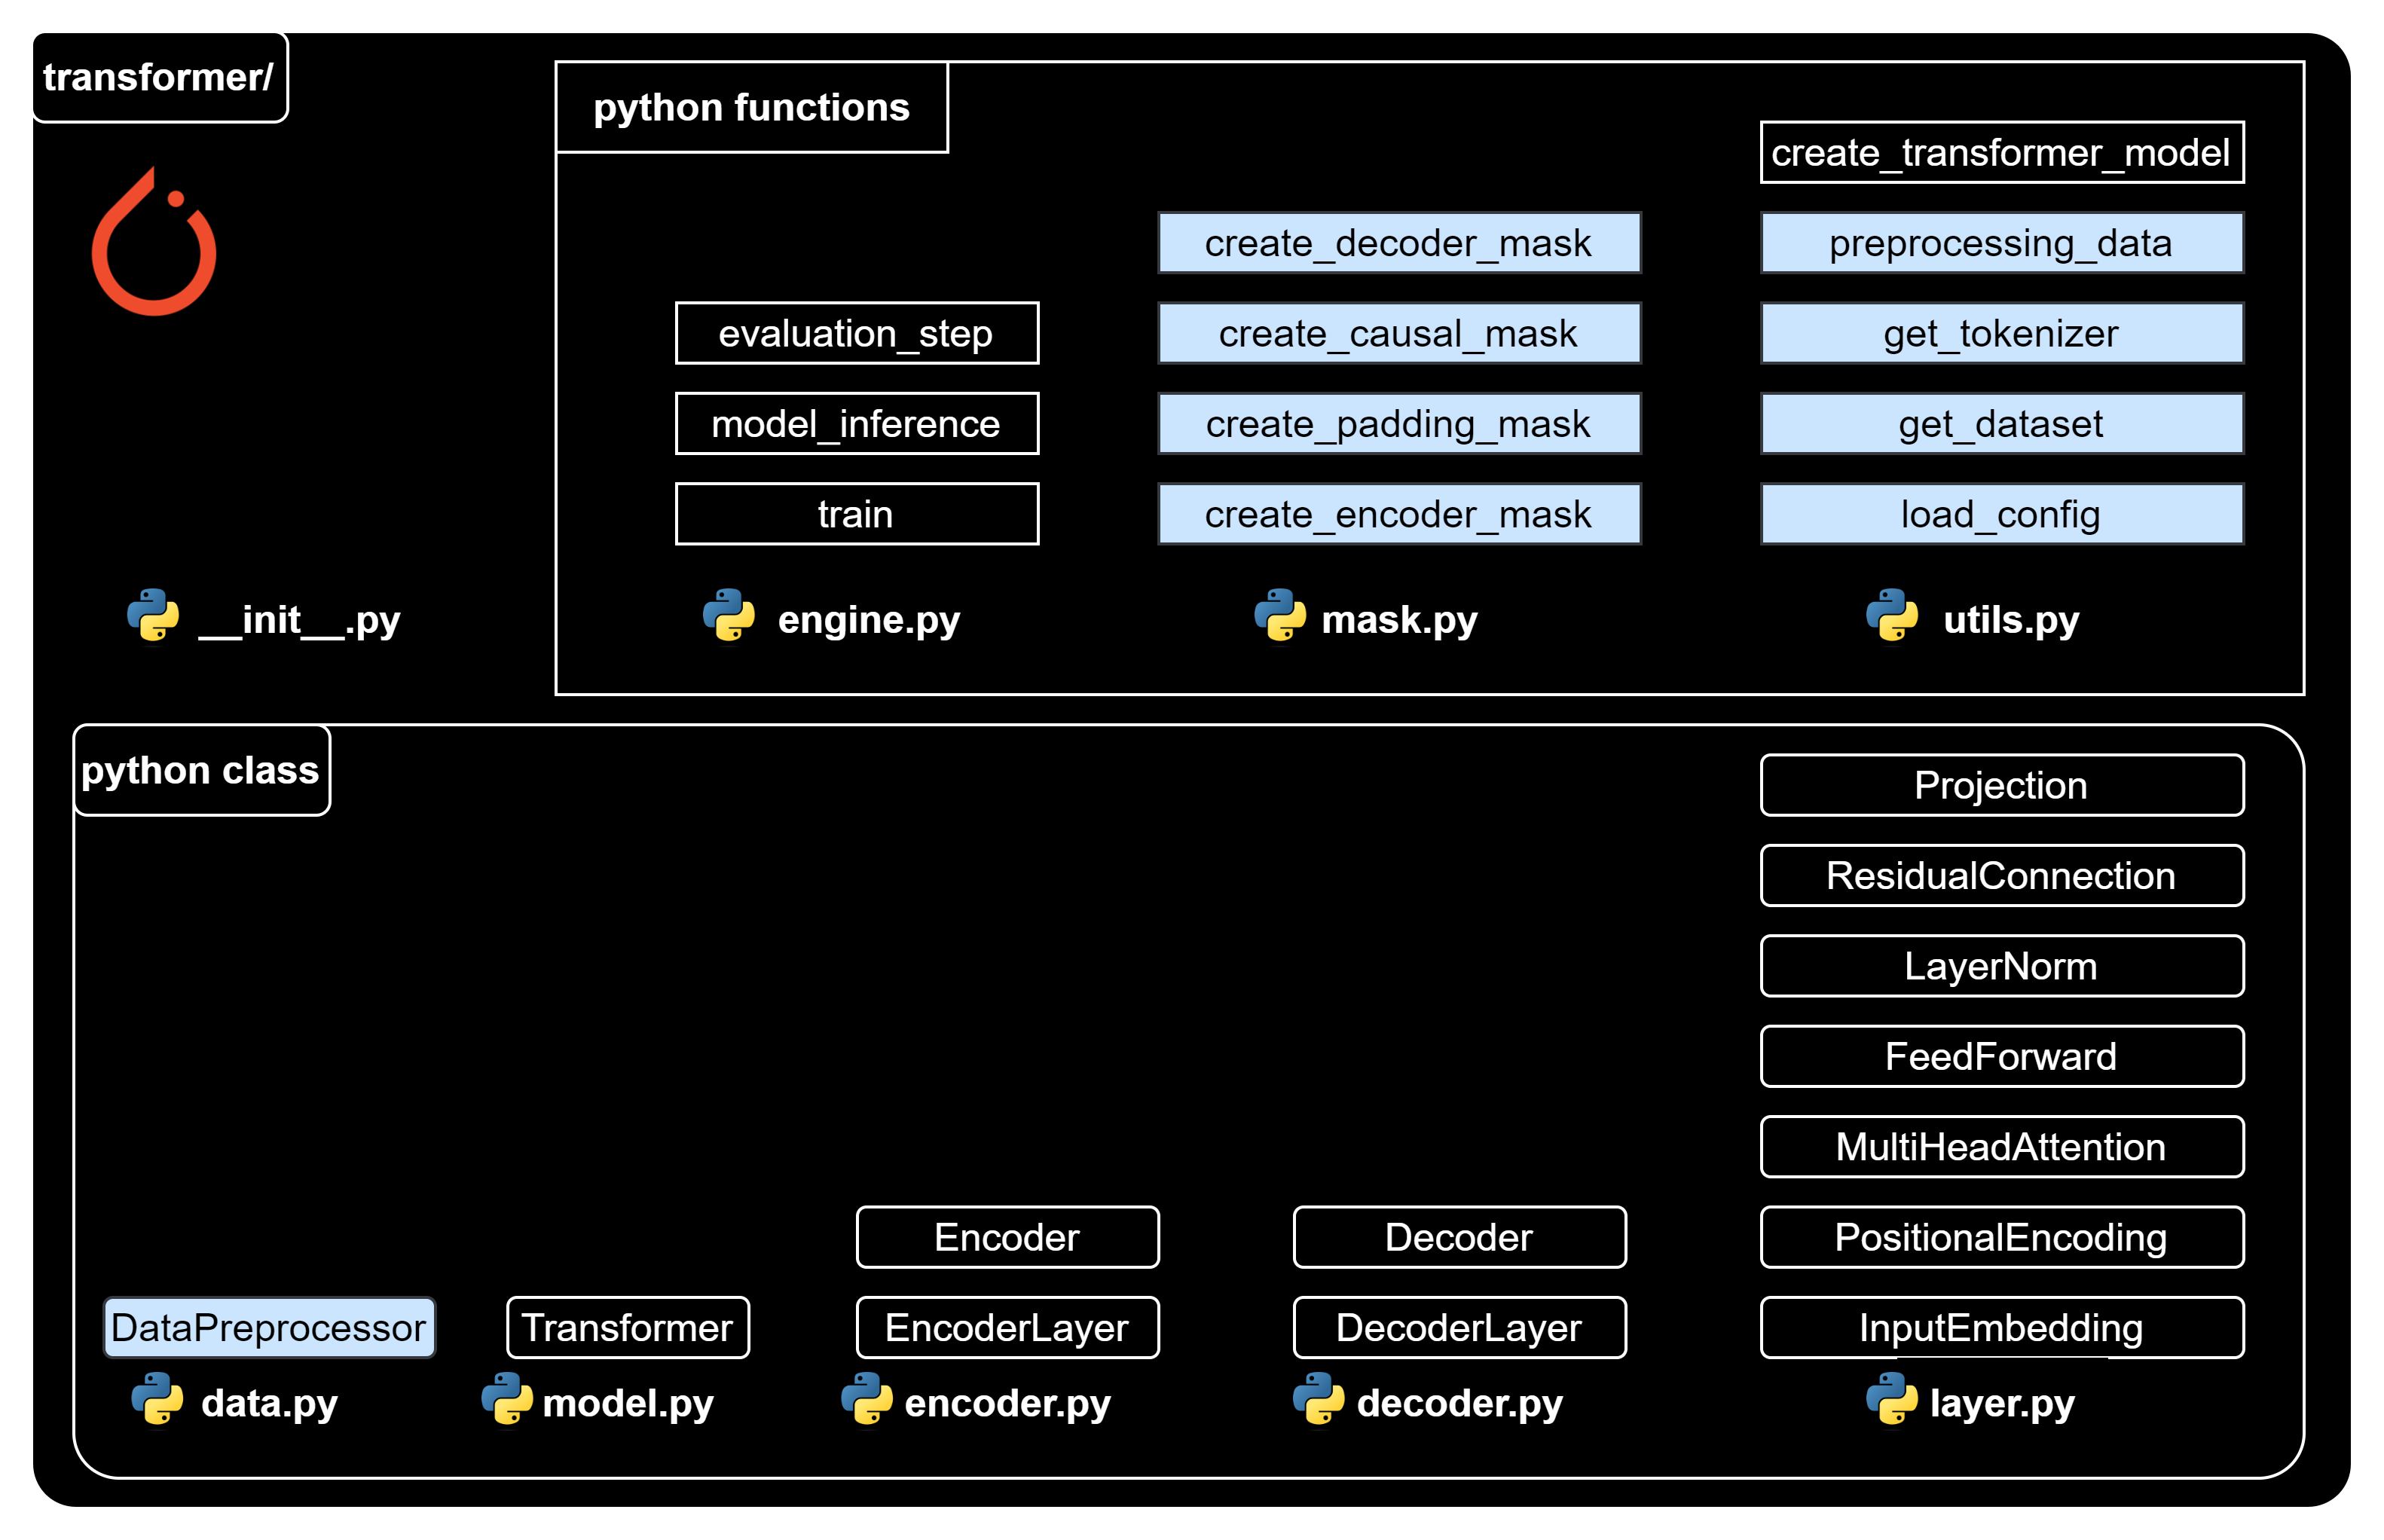 transformer/
python functions
create_transformer_model
create_decoder_mask
preprocessing_data
evaluation_step
create_causal_mask
get_tokenizer
model_inference
create_padding_mask
get_dataset
train
create_encoder_mask
load_config
__init__.py
engine.py
mask.py
utils.py
python class
Projection
ResidualConnection
LayerNorm
FeedForward
MultiHeadAttention
Encoder
Decoder
PositionalEncoding
DataPreprocessor
Transformer
EncoderLayer
DecoderLayer
InputEmbedding
data.py
model.py
encoder.py
decoder.py
layer.py